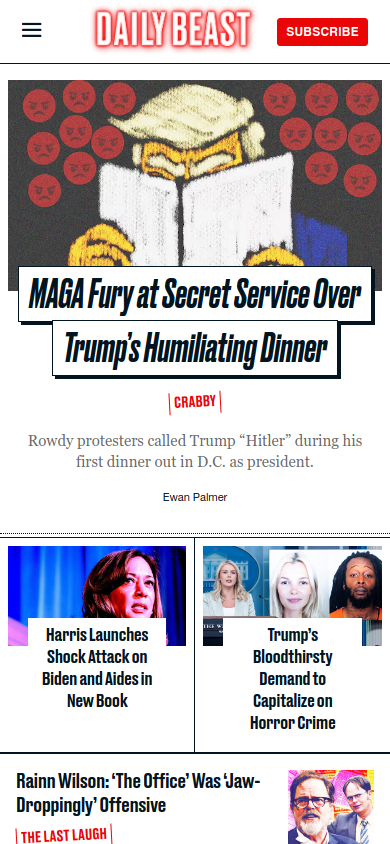 DAILY BEAST
SUBSCRIBE
MAGA Fury at Secret Service Over
Trump's Humiliating Dinner
CRABBY
Rowdy protesters called Trump “Hitler” during his
first dinner out in D.C. as president.
Ewan Palmer
Harris Launches
Shock Attack on
Biden and Aides in
New Book
THE W
Trump's
Bloodthirsty
Demand to
Capitalize on
Horror Crime
Rainn Wilson: ‘The Office’ Was ‘Jaw-
Droppingly’ Offensive
THE LAST LAUGH